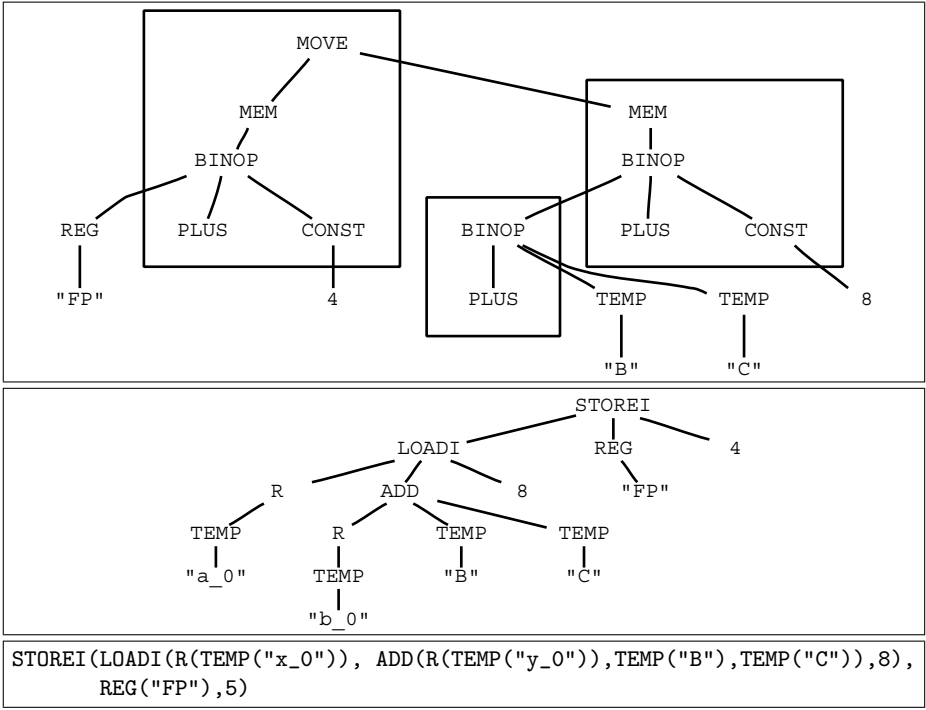 MOVE
MEM MEM
BINOP BINOP
REG PLUS CONST BINOP PLUS CONST
"FP" 4 PLUS TEMP TEMP 8
"B" "C"
STOREI
LOADI REG 4
R ADD 8 "FP"
TEMP R TEMP TEMP
"a_0" TEMP "B" "C"
"b_0"
STOREI(LOADI(R(TEMP("x_0")), ADD(R(TEMP("y_0")),TEMP("B"),TEMP("C")),8),
REG("FP"),5)